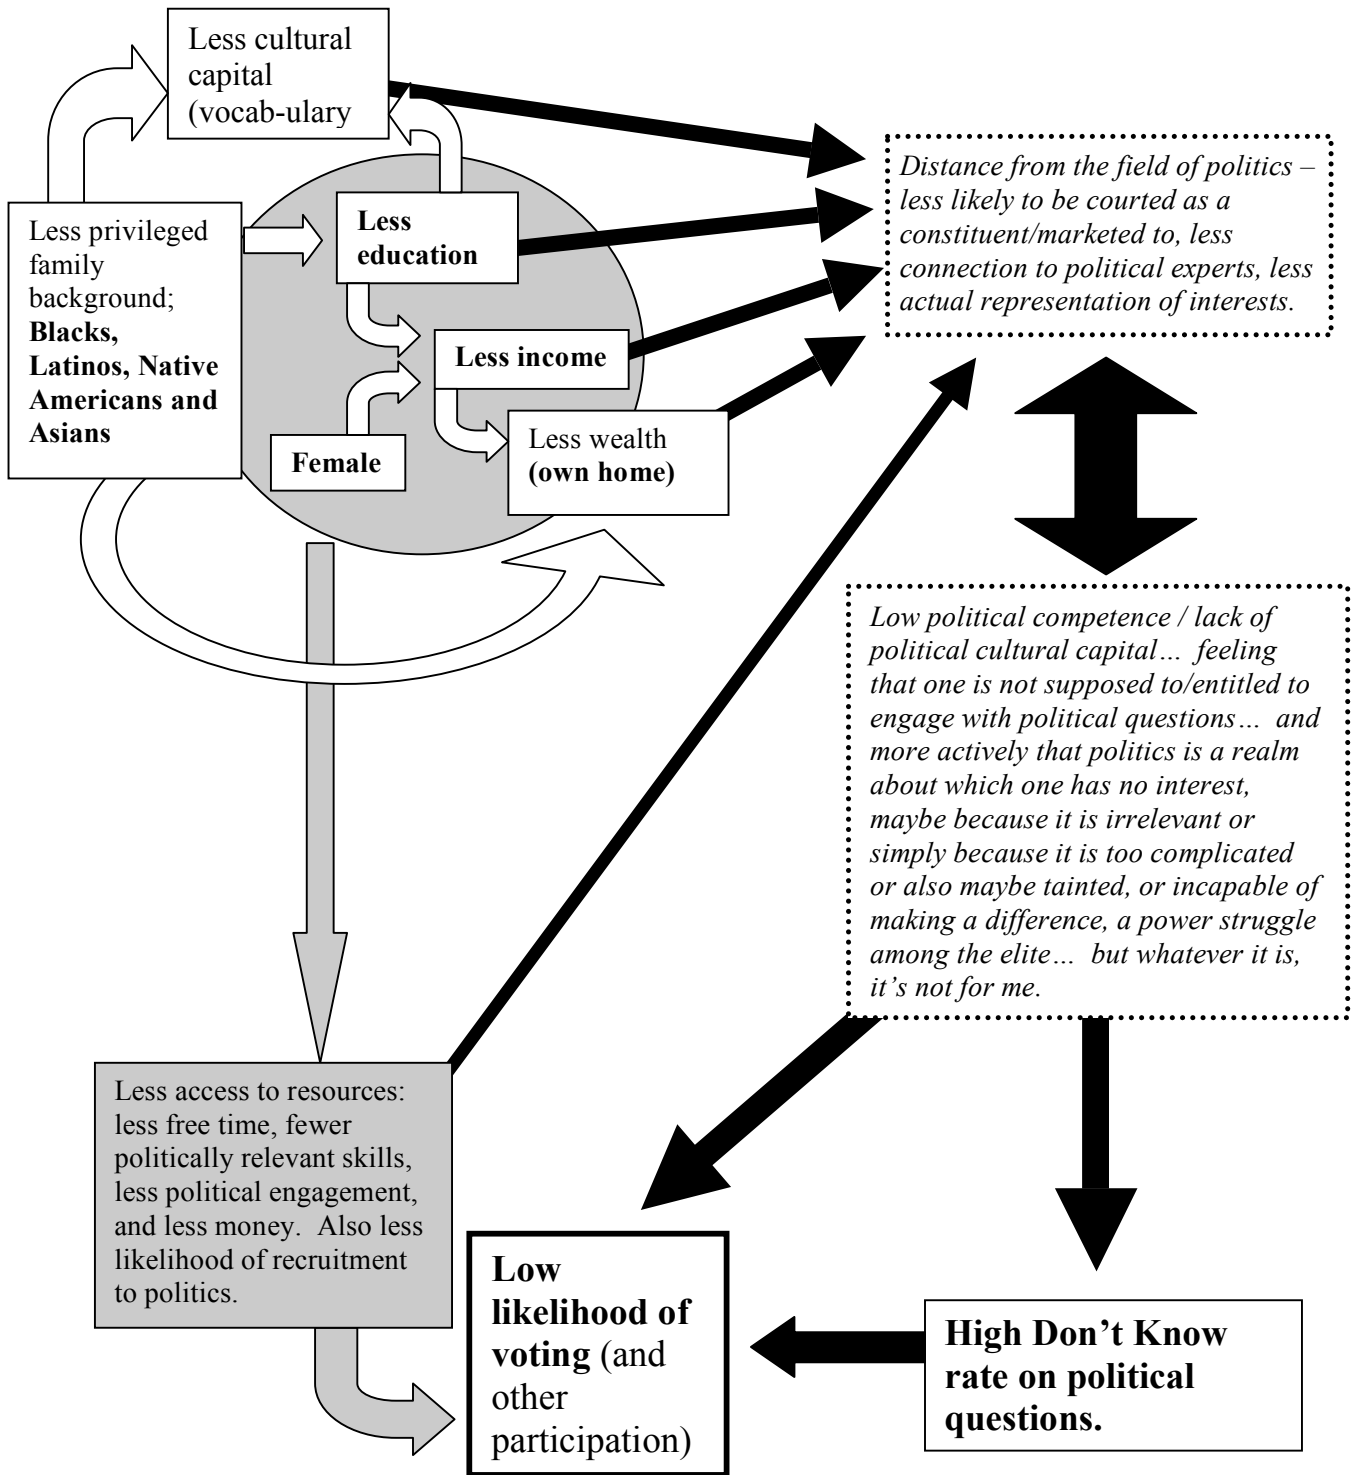 Less cultural
capital
(vocab-ulary
Distance from the field of politics –
less likely to be courted as a
constituent/marketed to, less
connection to political experts, less
actual representation of interests.
Less privileged
family
background;
Blacks,
Latinos, Native
Americans and
Asians
Less
education
Less income
Female
Less wealth
(own home)
Low political competence / lack of
political cultural capital… feeling
that one is not supposed to/entitled to
engage with political questions… and
more actively that politics is a realm
about which one has no interest,
maybe because it is irrelevant or
simply because it is too complicated
or also maybe tainted, or incapable of
making a difference, a power struggle
among the elite… but whatever it is,
it’s not for me.
Less access to resources:
less free time, fewer
politically relevant skills,
less political engagement,
and less money. Also less
likelihood of recruitment
to politics.
Low
likelihood of
voting (and
other
participation)
High Don’t Know
rate on political
questions.